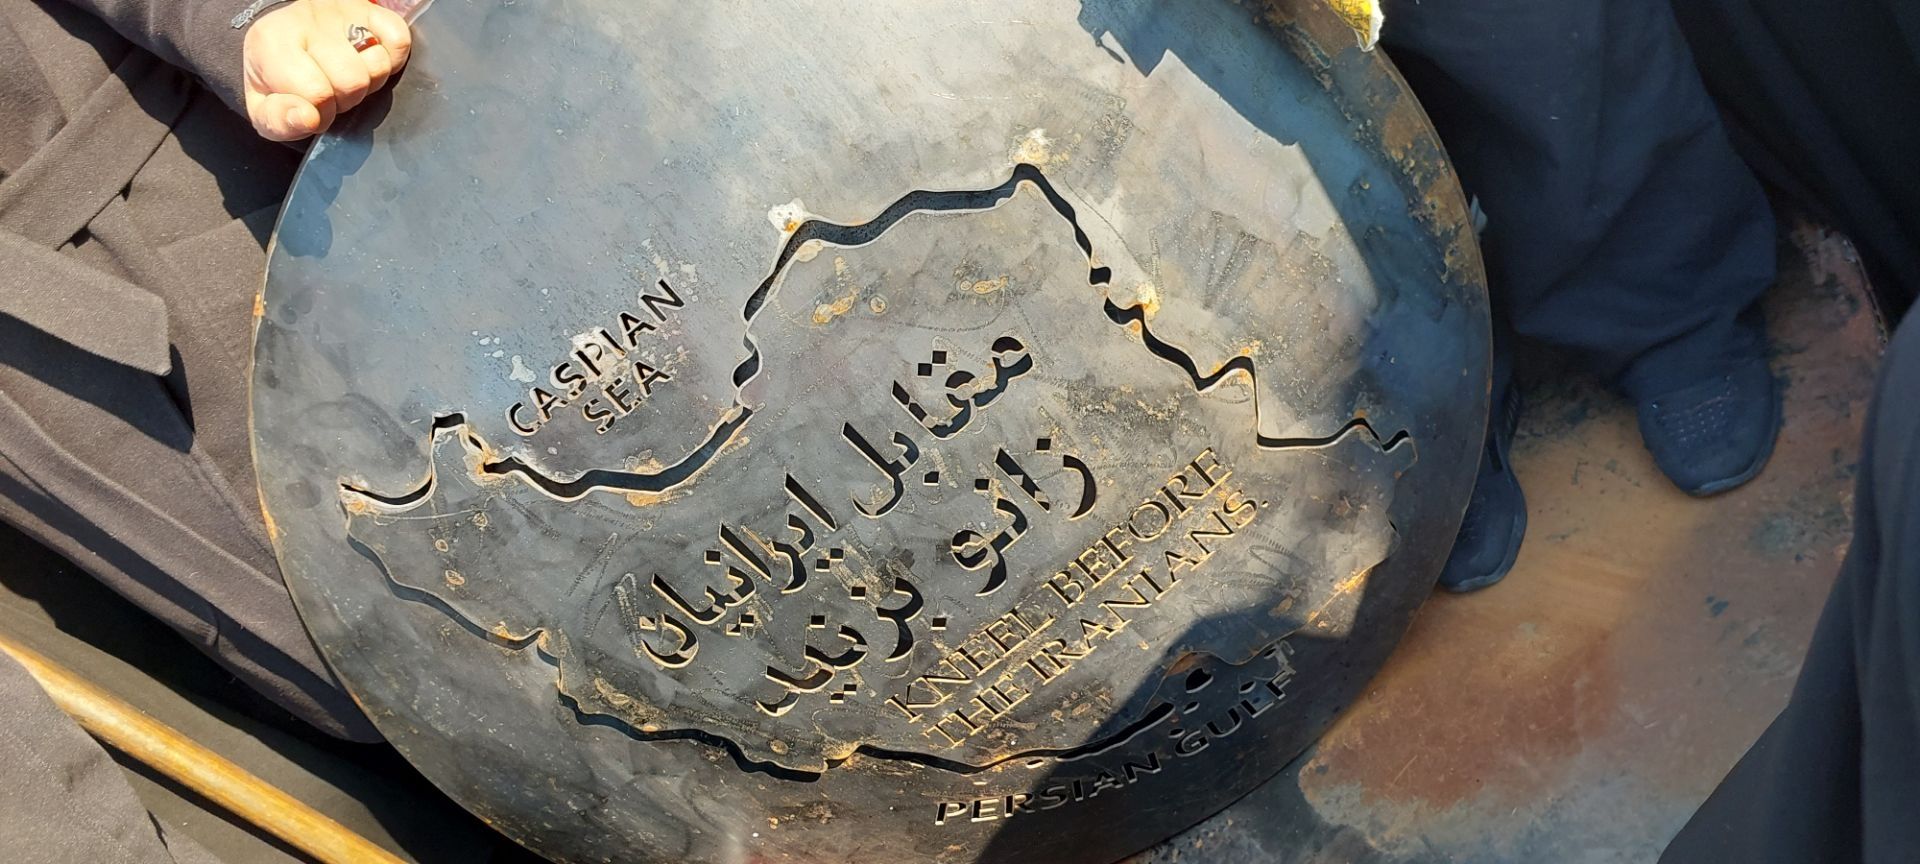 CASPIAN
SEA
مقابل ایرانیان
زانو بزنید
KNEEL BEFORE
THE IRANIANS.
PERSIAN GULF